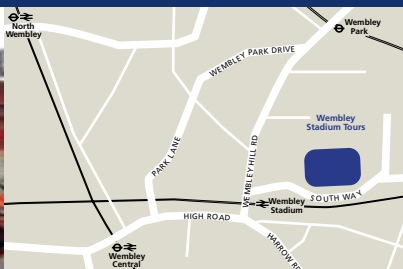 North
Wembley
Wembley
Park
WEMBLEY PARK DRIVE
Wembley
Stadium Tours
PARK LANE
WEMBLEY HILL RD
SOUTH WAY
Wembley
Stadium
HIGH ROAD
HARROW RD
Wembley
Central